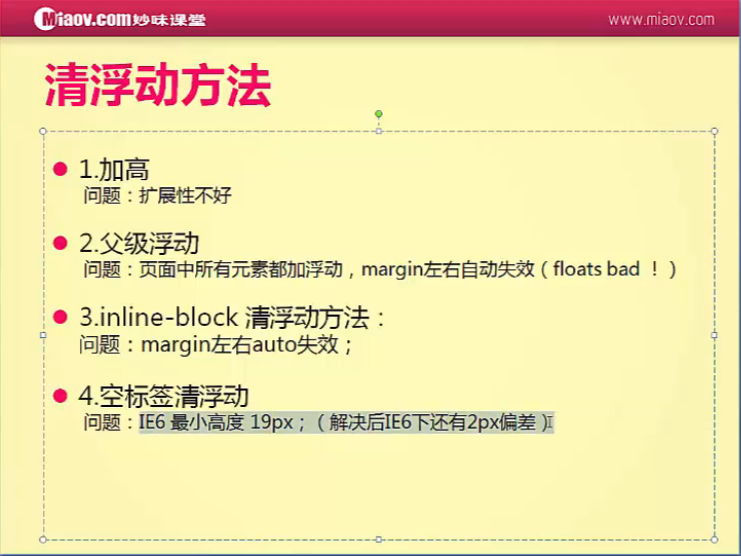 Miaov.com妙味课堂
www.miaov.com
清浮动方法
1.加高
问题：扩展性不好
2.父级浮动
问题：页面中所有元素都加浮动，margin左右自动失效（floats bad ！）
3.inline-block 清浮动方法：
问题：margin左右auto失效；
4.空标签清浮动
问题：IE6 最小高度 19px；（解决后IE6下还有2px偏差）